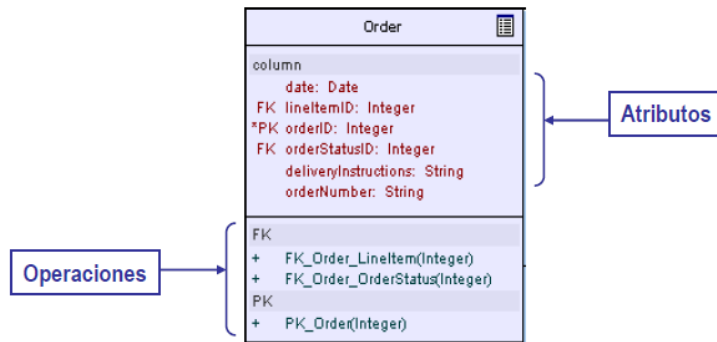 Order
column
date: Date
FK lineItemID: Integer
*PK orderID: Integer
FK orderStatusID: Integer
deliveryInstructions: String
orderNumber: String
Atributos
FK
+ FK_Order_LineItem(Integer)
+ FK_Order_OrderStatus(Integer)
PK
+ PK_Order(Integer)
Operaciones